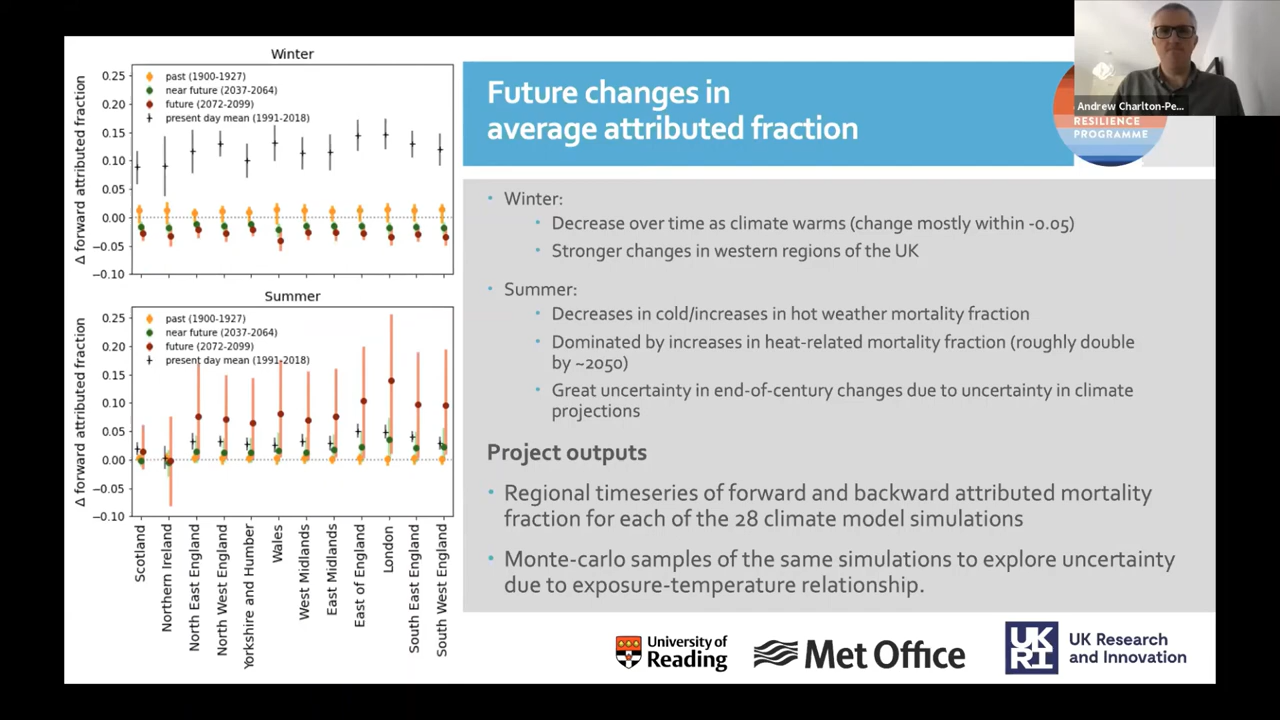 Winter
0.25
0.20
0.15
0.10
0.05
0.00
−0.05
−0.10
Δ forward attributed fraction
past (1900-1927)
near future (2037-2064)
future (2072-2099)
present day mean (1991-2018)
Summer
0.25
0.20
0.15
0.10
0.05
0.00
−0.05
−0.10
Δ forward attributed fraction
past (1900-1927)
near future (2037-2064)
future (2072-2099)
present day mean (1991-2018)
Scotland
Northern Ireland
North East England
North West England
Yorkshire and Humber
Wales
West Midlands
East Midlands
East of England
London
South East England
South West England
Future changes in
average attributed fraction
Andrew Charlton-Pe...
RESILIENCE
PROGRAMME
• Winter:
• Decrease over time as climate warms (change mostly within -0.05)
• Stronger changes in western regions of the UK
• Summer:
• Decreases in cold/increases in hot weather mortality fraction
• Dominated by increases in heat-related mortality fraction (roughly double
by ~2050)
• Great uncertainty in end-of-century changes due to uncertainty in climate
projections
Project outputs
• Regional timeseries of forward and backward attributed mortality
fraction for each of the 28 climate model simulations
• Monte-carlo samples of the same simulations to explore uncertainty
due to exposure-temperature relationship.
University of
Reading
Met Office
UK
RI
UK Research
and Innovation